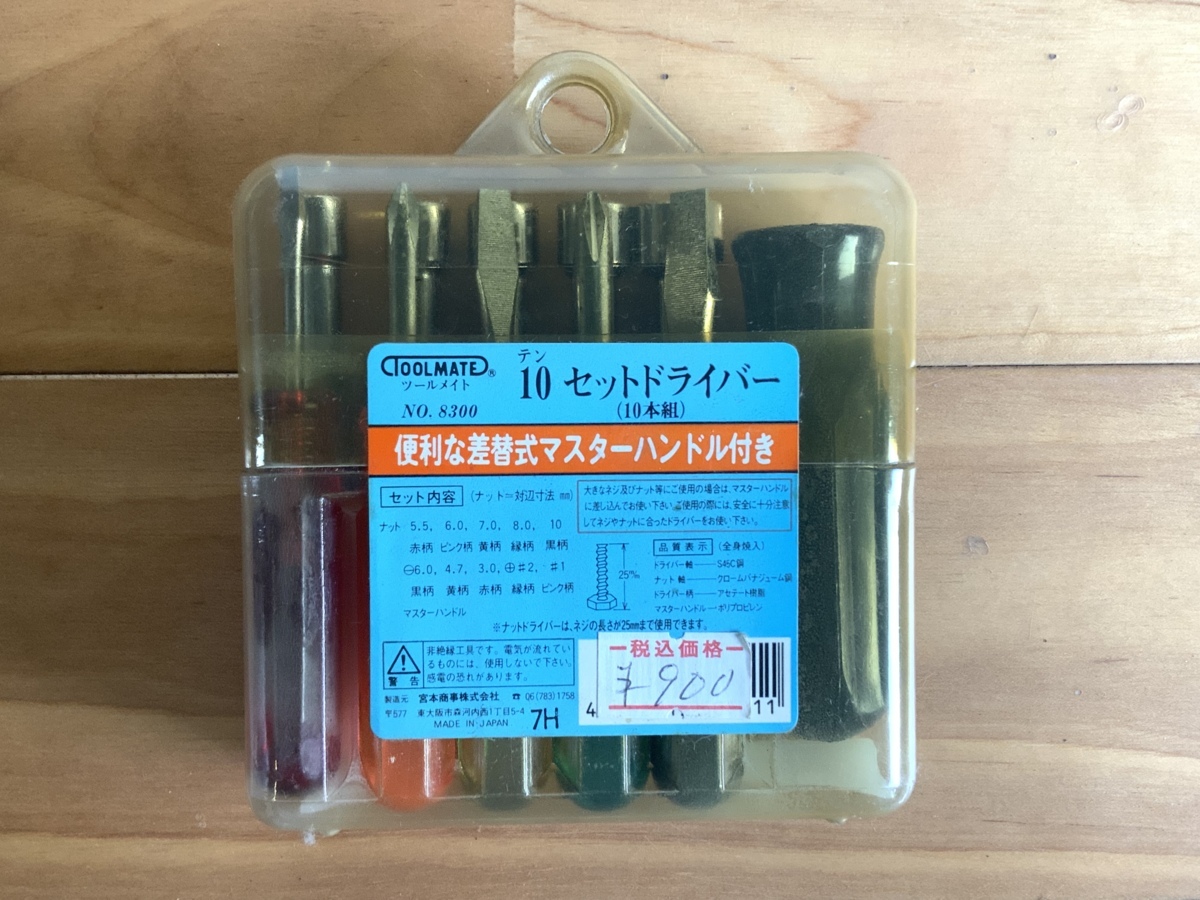 TOOLMATE®
ツールメイト
NO. 8300
テン
10 セットドライバー
(10本組)
便利な差替式マスターハンドル付き
セット内容 (ナット=対辺寸法 ㎜)
ナット 5.5, 6.0, 7.0, 8.0, 10
赤柄 ピンク柄 黄柄 緑柄 黒柄
⊖6.0, 4.7, 3.0, ⊕♯2, ♯1
黒柄 黄柄 赤柄 緑柄 ピンク柄
マスターハンドル
大きなネジ及びナット等にご使用の場合は、マスターハンドル
に差し込んでお使い下さい。ご使用の際には、安全に十分注意
してネジやナットに合ったドライバーをお使い下さい。
25㎜
品質表示 (全身焼入)
ドライバー軸――S45C鋼
ナット軸――クロームバナジューム鋼
ドライバー柄――アセテート樹脂
マスターハンドル――ポリプロピレン
※ナットドライバーは、ネジの長さが25㎜まで使用できます。
警告
非絶縁工具です。電気が流れてい
るものには、使用しないで下さい。
感電の恐れがあります。
製造元 宮本商事株式会社 ☎ 06(783)1758
〒577 東大阪市森河内西1丁目5-4
MADE IN JAPAN 7H
税込価格
¥900
4
11